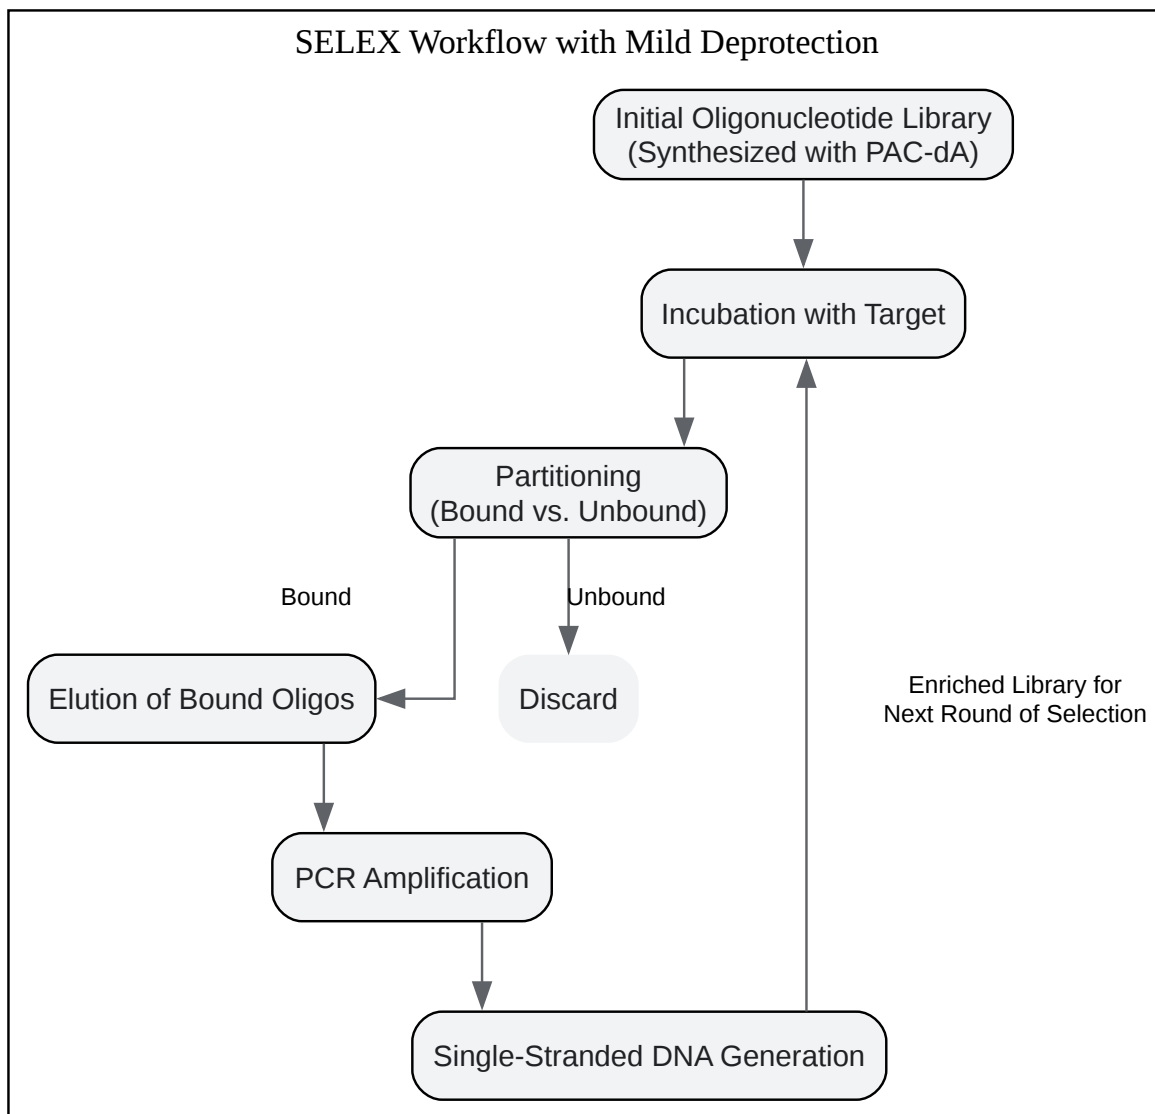 SELEX Workflow with Mild Deprotection
Initial Oligonucleotide Library
(Synthesized with PAC-dA)
Incubation with Target
Partitioning
(Bound vs. Unbound)
Bound
Unbound
Elution of Bound Oligos
Discard
Enriched Library for
Next Round of Selection
PCR Amplification
Single-Stranded DNA Generation